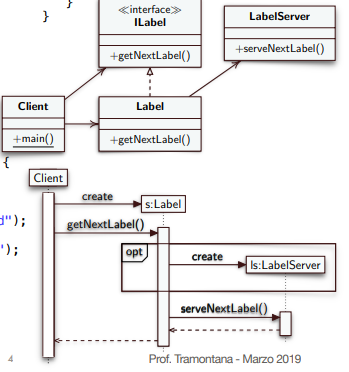 }
}
≪interface≫
ILabel
+getNextLabel()
LabelServer
+serveNextLabel()
Client
+main()
Label
+getNextLabel()
{
Client
create
s:Label
d");
getNextLabel()
");
opt
create
ls:LabelServer
serveNextLabel()
4
Prof. Tramontana - Marzo 2019